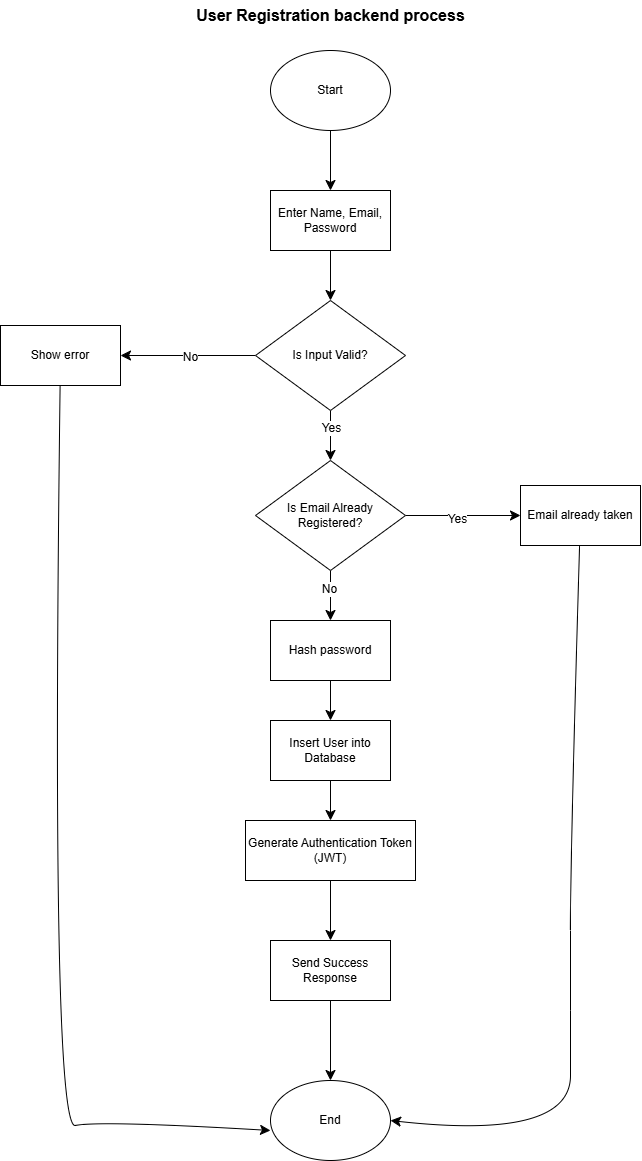 User Registration backend process
Start
Enter Name, Email,
Password
Is Input Valid?
No
Show error
Yes
Is Email Already
Registered?
Yes
Email already taken
No
Hash password
Insert User into
Database
Generate Authentication Token
(JWT)
Send Success
Response
End